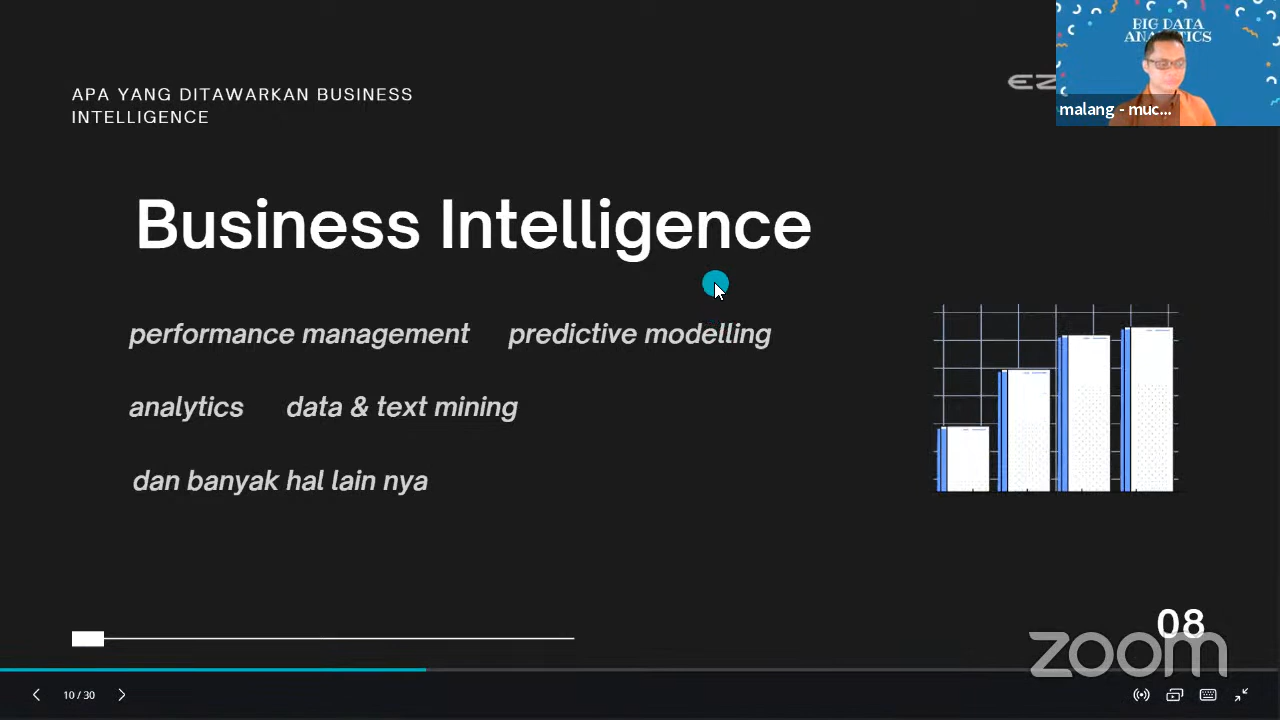 APA YANG DITAWARKAN BUSINESS
INTELLIGENCE
EZ
BIG DATA
ANALYTICS
malang - muc...
Business Intelligence
performance management predictive modelling
analytics data & text mining
dan banyak hal lain nya
08
zoom
10 / 30